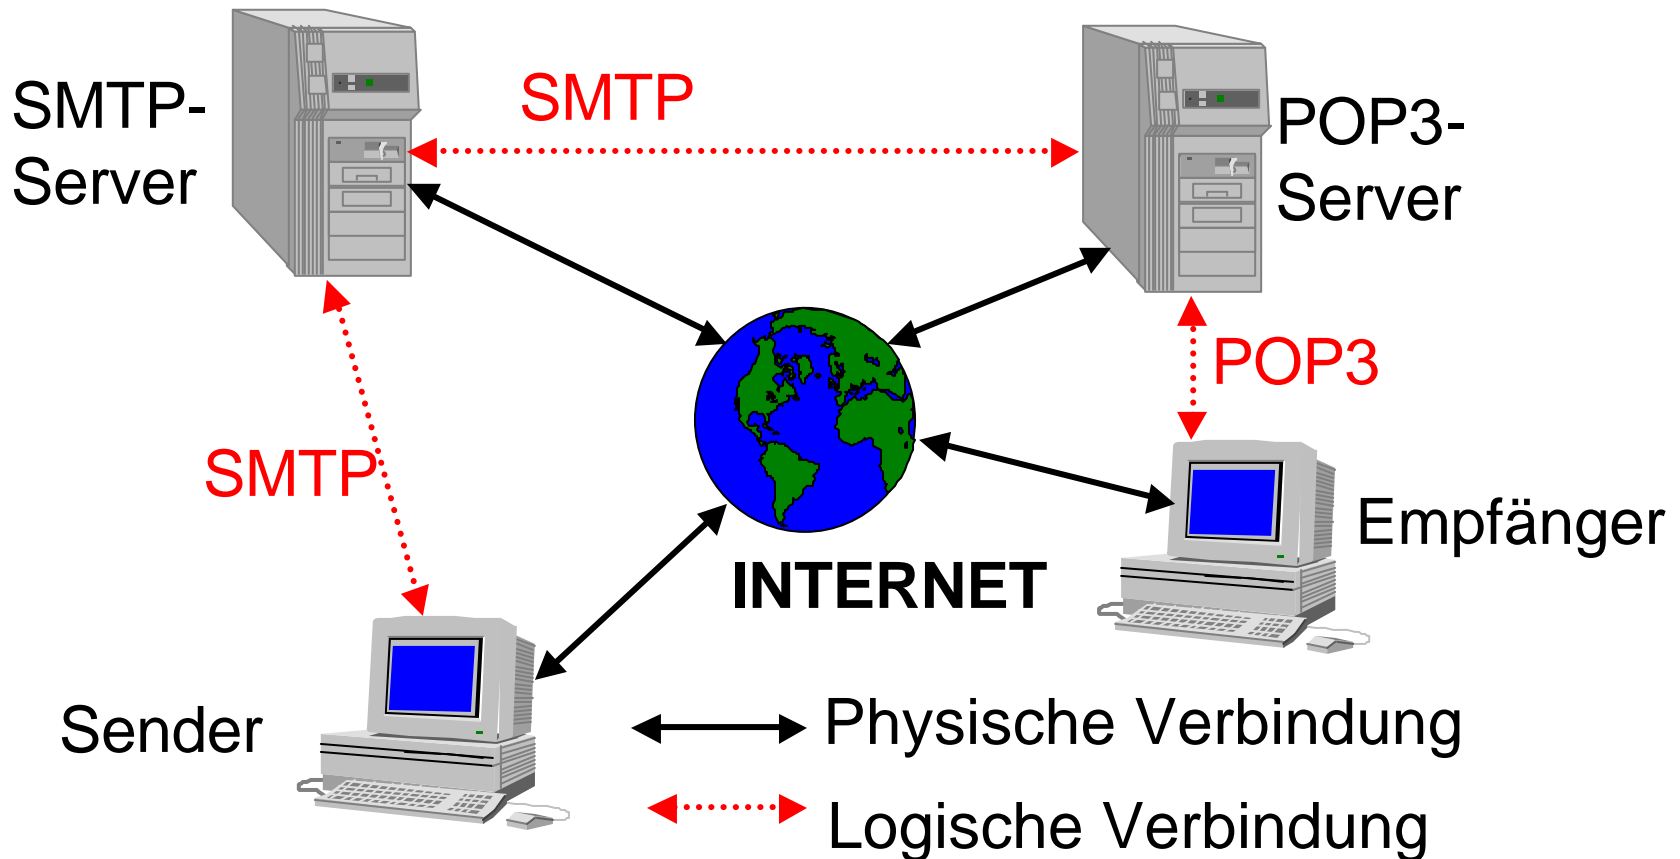 SMTP-
Server
SMTP
POP3-
Server
POP3
SMTP
Empfänger
INTERNET
Sender
Physische Verbindung
Logische Verbindung